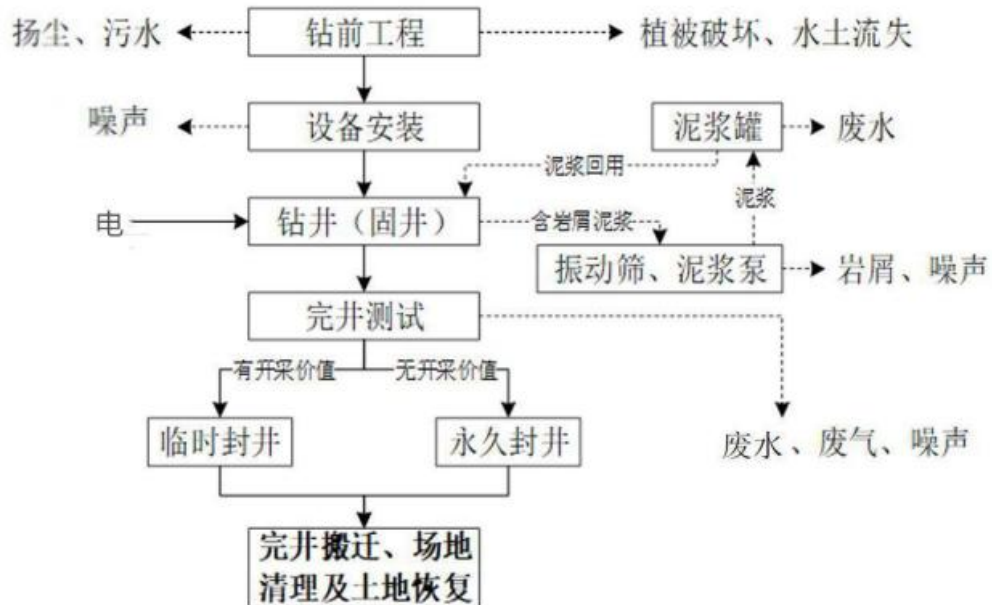 扬尘、污水
钻前工程
植被破坏、水土流失
噪声
设备安装
泥浆罐
废水
泥浆回用
泥浆
电
钻井（固井）
含岩屑泥浆
振动筛、泥浆泵
岩屑、噪声
完井测试
有开采价值
无开采价值
临时封井
永久封井
废水、废气、噪声
完井搬迁、场地
清理及土地恢复